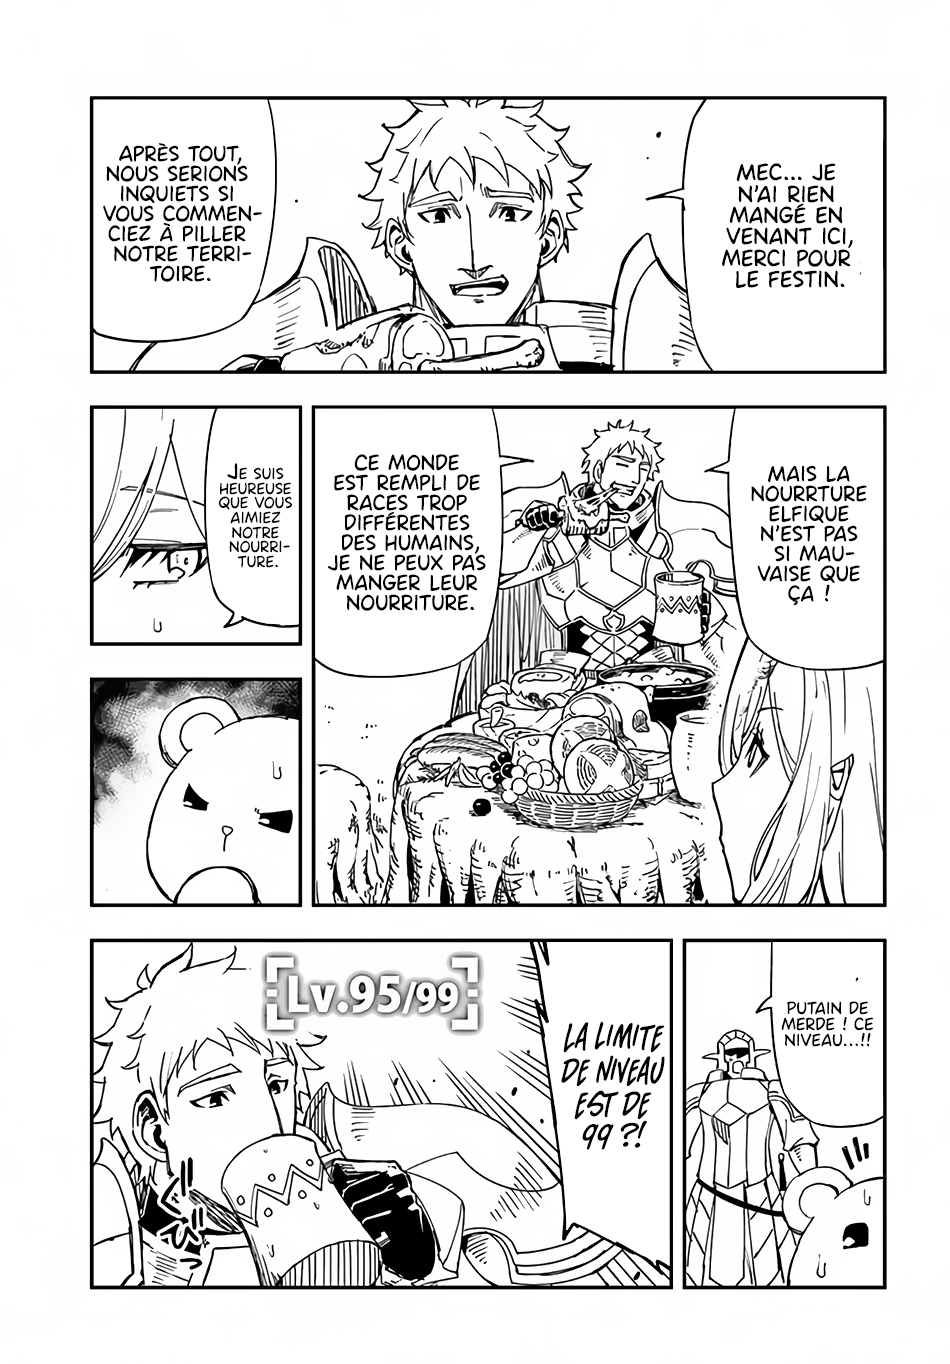 MEC... JE
N'AI RIEN
MANGÉ EN
VENANT ICI,
MERCI POUR
LE FESTIN.
APRÈS TOUT,
NOUS SERIONS
INQUIETS SI
VOUS COMMEN-
CIEZ À PILLER
NOTRE TERRI-
TOIRE.
MAIS LA
NOURRTURE
ELFIQUE
N'EST PAS
SI MAU-
VAISE QUE
ÇA !
CE MONDE
EST REMPLI DE
RACES TROP
DIFFÉRENTES
DES HUMAINS,
JE NE PEUX PAS
MANGER LEUR
NOURRITURE.
JE SUIS
HEUREUSE
QUE VOUS
AIMIEZ
NOTRE
NOURRI-
TURE.
PUTAIN DE
MERDE ! CE
NIVEAU...!!
LA LIMITE
DE NIVEAU
EST DE
99 ?!
Lv.95/99
ぐびっ